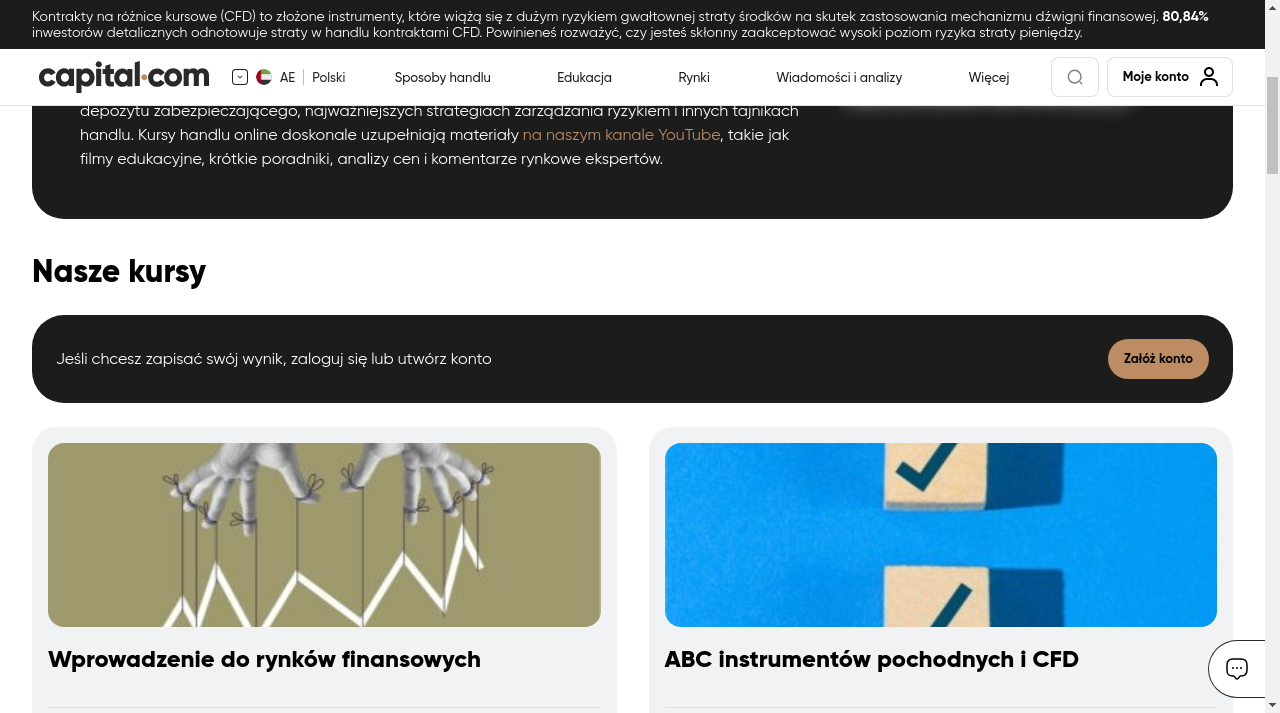 Kontrakty na różnice kursowe (CFD) to złożone instrumenty, które wiążą się z dużym ryzykiem gwałtownej straty środków na skutek zastosowania mechanizmu dźwigni finansowej. 80,84%
inwestorów detalicznych odnotowuje straty w handlu kontraktami CFD. Powinieneś rozważyć, czy jesteś skłonny zaakceptować wysoki poziom ryzyka straty pieniędzy.
capital.com AE Polski Sposoby handlu Edukacja Rynki Wiadomości i analizy Więcej Moje konto
depozytu zabezpieczającego, najważniejszych strategiach zarządzania ryzykiem i innych tajnikach
handlu. Kursy handlu online doskonale uzupełniają materiały na naszym kanale YouTube, takie jak
filmy edukacyjne, krótkie poradniki, analizy cen i komentarze rynkowe ekspertów.
Nasze kursy
Jeśli chcesz zapisać swój wynik, zaloguj się lub utwórz konto
Załóż konto
Wprowadzenie do rynków finansowych
ABC instrumentów pochodnych i CFD